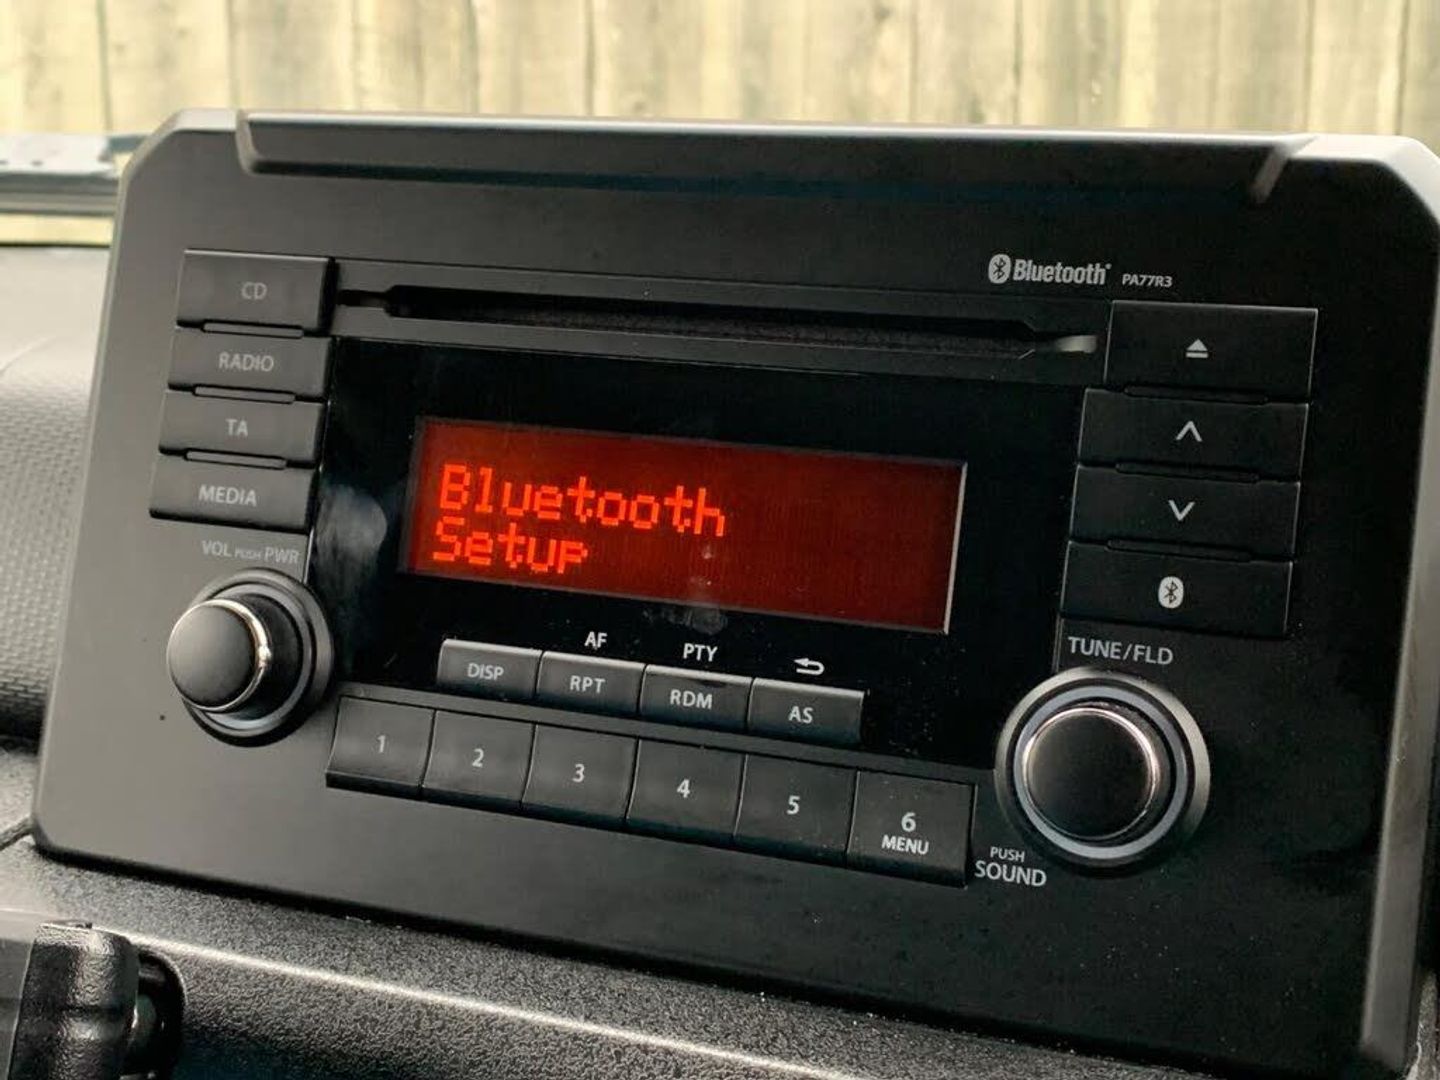 Bluetooth PA77R3
CD
RADIO
TA
MEDIA
VOL PUSH PWR
Bluetooth
Setup
AF
PTY
DISP
RPT
RDM
AS
1
2
3
4
5
6
MENU
TUNE/FLD
PUSH
SOUND